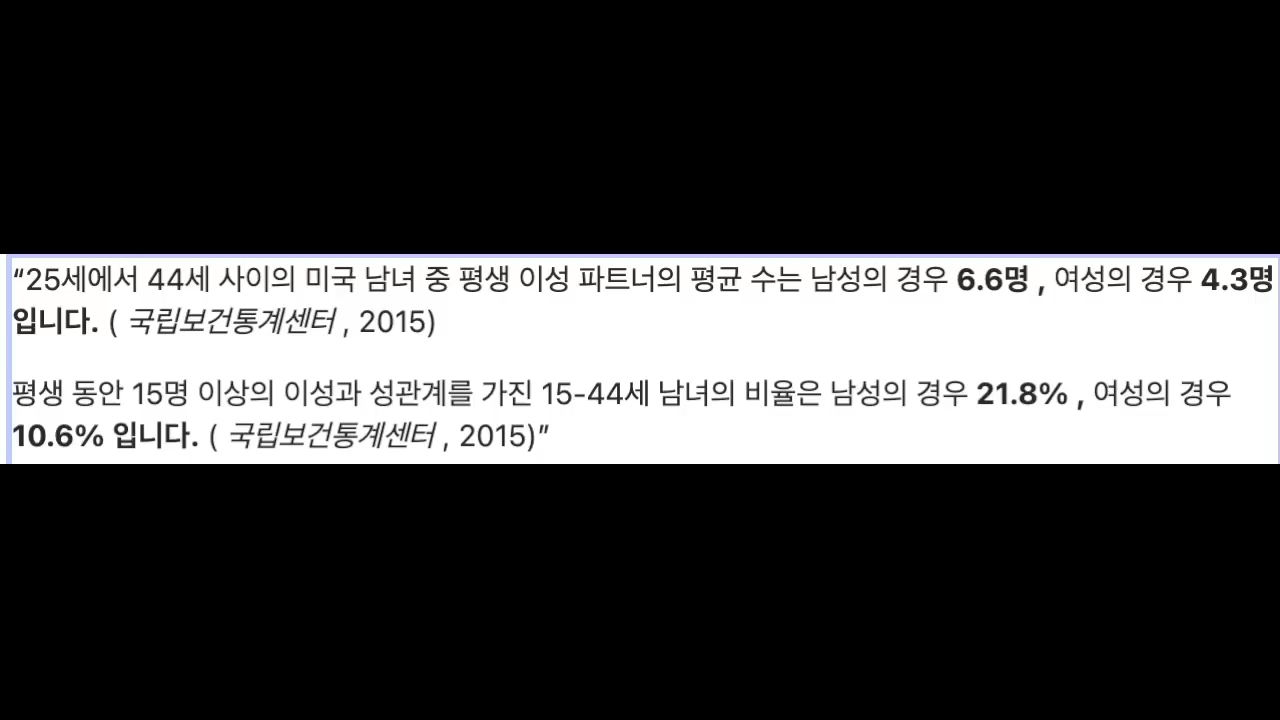 “25세에서 44세 사이의 미국 남녀 중 평생 이성 파트너의 평균 수는 남성의 경우 6.6명 , 여성의 경우 4.3명
입니다. ( 국립보건통계센터 , 2015)
평생 동안 15명 이상의 이성과 성관계를 가진 15-44세 남녀의 비율은 남성의 경우 21.8% , 여성의 경우
10.6% 입니다. ( 국립보건통계센터 , 2015)”